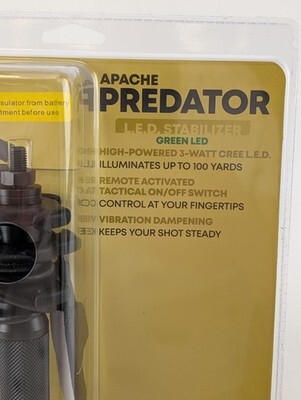 APACHE
PREDATOR
L.E.D. STABILIZER
GREEN LED
sulator from battery
tment before use
HIGH-POWERED 3-WATT CREE L.E.D.
ILLUMINATES UP TO 100 YARDS
REMOTE ACTIVATED
TACTICAL ON/OFF SWITCH
CONTROL AT YOUR FINGERTIPS
VIBRATION DAMPENING
KEEPS YOUR SHOT STEADY